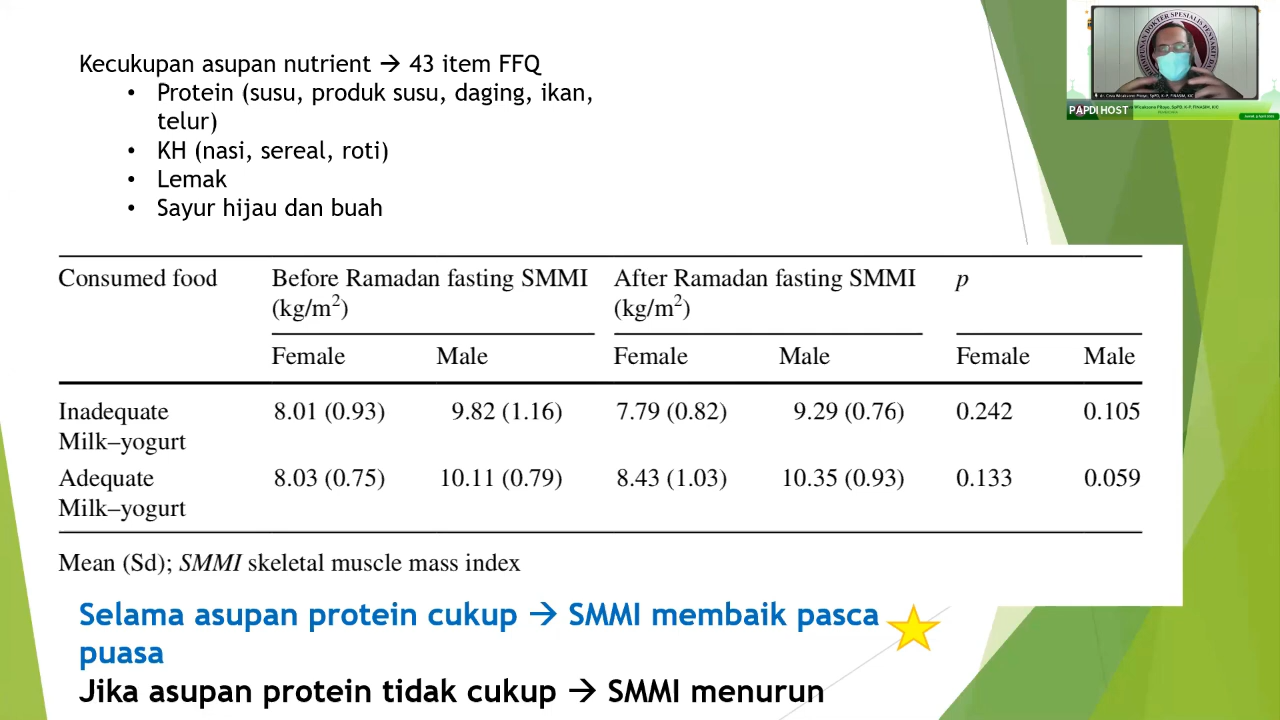 Kecukupan asupan nutrient → 43 item FFQ
• Protein (susu, produk susu, daging, ikan,
telur)
• KH (nasi, sereal, roti)
• Lemak
• Sayur hijau dan buah
PAPDI HOST
Consumed food Before Ramadan fasting SMMI After Ramadan fasting SMMI p
(kg/m²) (kg/m²)
Female Male Female Male Female Male
Inadequate 8.01 (0.93) 9.82 (1.16) 7.79 (0.82) 9.29 (0.76) 0.242 0.105
Milk–yogurt
Adequate 8.03 (0.75) 10.11 (0.79) 8.43 (1.03) 10.35 (0.93) 0.133 0.059
Milk–yogurt
Mean (Sd); SMMI skeletal muscle mass index
Selama asupan protein cukup → SMMI membaik pasca
puasa
Jika asupan protein tidak cukup → SMMI menurun